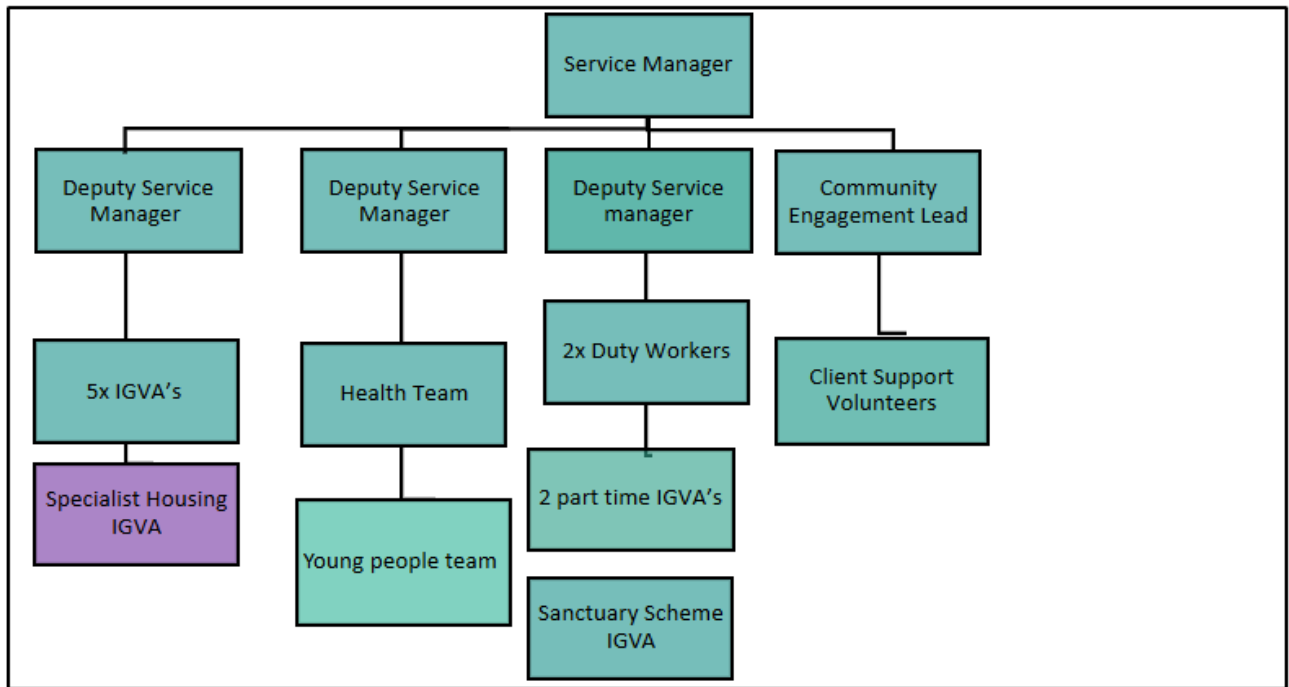 Service Manager
Deputy Service
Manager
Deputy Service
Manager
Deputy Service
manager
Community
Engagement Lead
5x IGVA's
Health Team
2x Duty Workers
Client Support
Volunteers
Specialist Housing
IGVA
Young people team
2 part time IGVA's
Sanctuary Scheme
IGVA